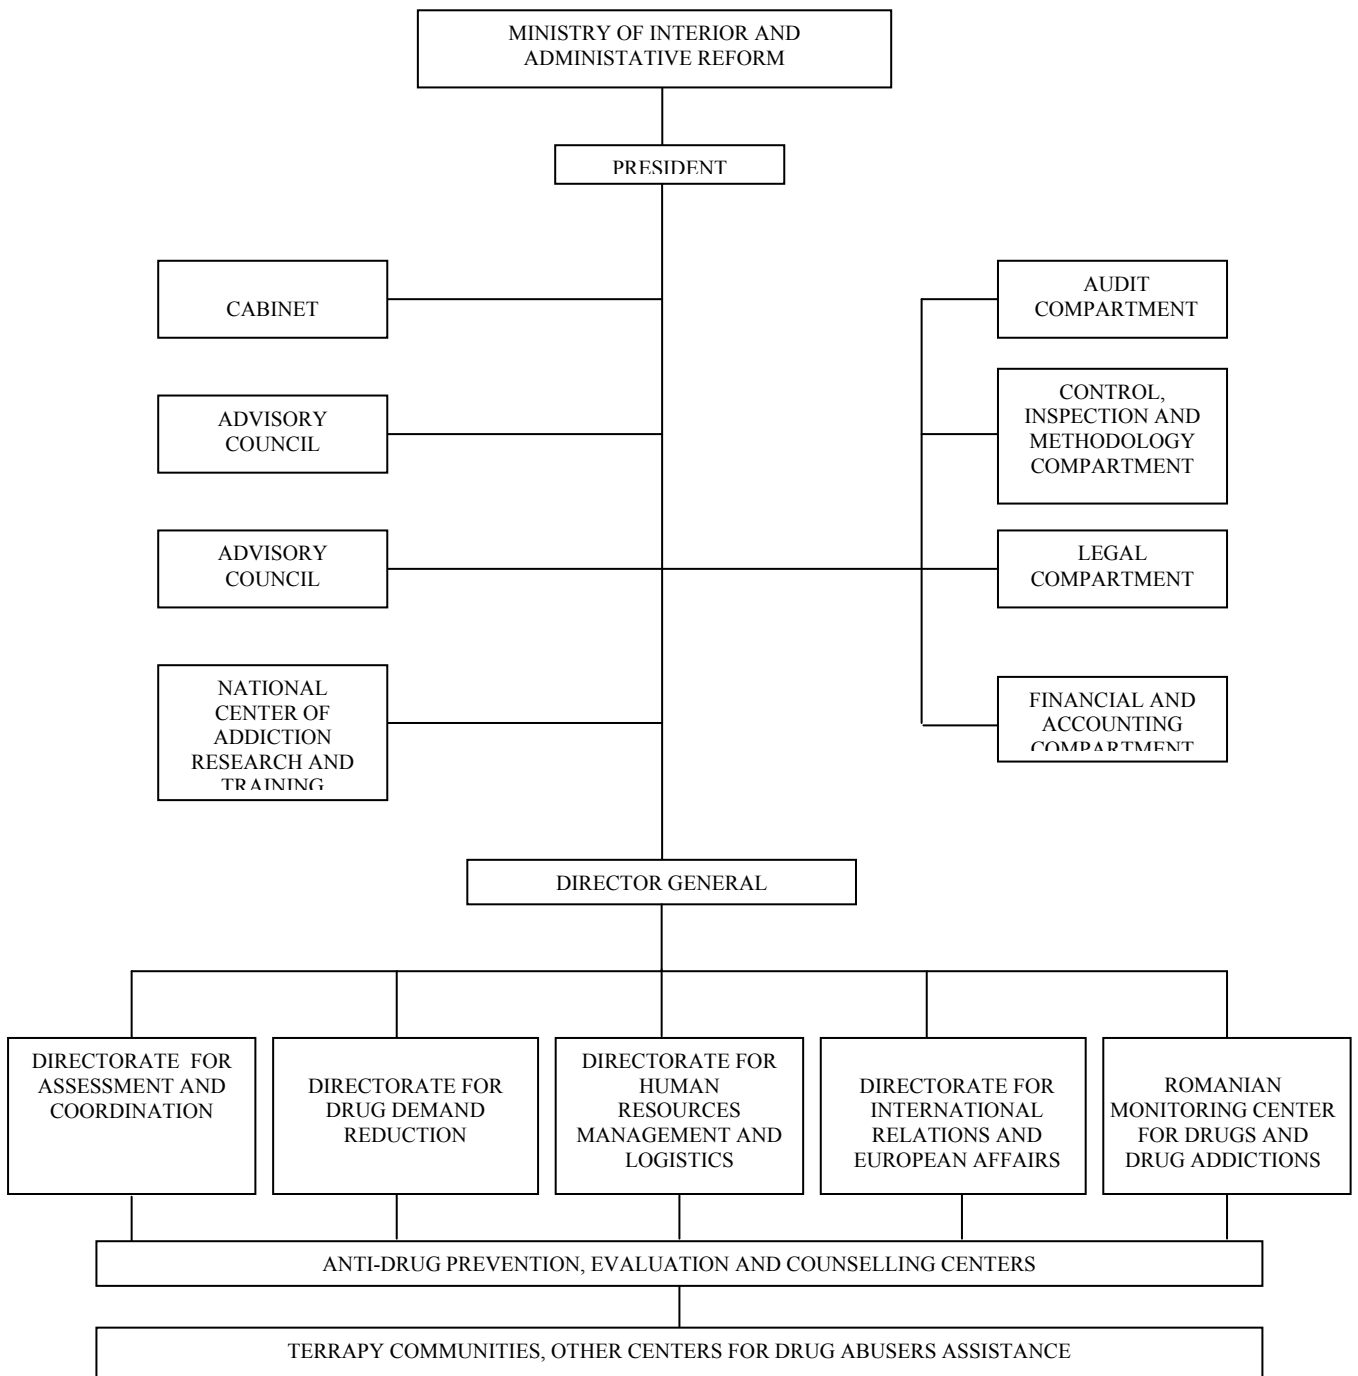 MINISTRY OF INTERIOR AND
ADMINISTATIVE REFORM
PRESIDENT
CABINET
AUDIT
COMPARTMENT
ADVISORY
COUNCIL
CONTROL,
INSPECTION AND
METHODOLOGY
COMPARTMENT
ADVISORY
COUNCIL
LEGAL
COMPARTMENT
NATIONAL
CENTER OF
ADDICTION
RESEARCH AND
TRAINING
FINANCIAL AND
ACCOUNTING
COMPARTMENT
DIRECTOR GENERAL
DIRECTORATE FOR
ASSESSMENT AND
COORDINATION
DIRECTORATE FOR
DRUG DEMAND
REDUCTION
DIRECTORATE FOR
HUMAN
RESOURCES
MANAGEMENT AND
LOGISTICS
DIRECTORATE FOR
INTERNATIONAL
RELATIONS AND
EUROPEAN AFFAIRS
ROMANIAN
MONITORING CENTER
FOR DRUGS AND
DRUG ADDICTIONS
ANTI-DRUG PREVENTION, EVALUATION AND COUNSELLING CENTERS
TERRAPY COMMUNITIES, OTHER CENTERS FOR DRUG ABUSERS ASSISTANCE